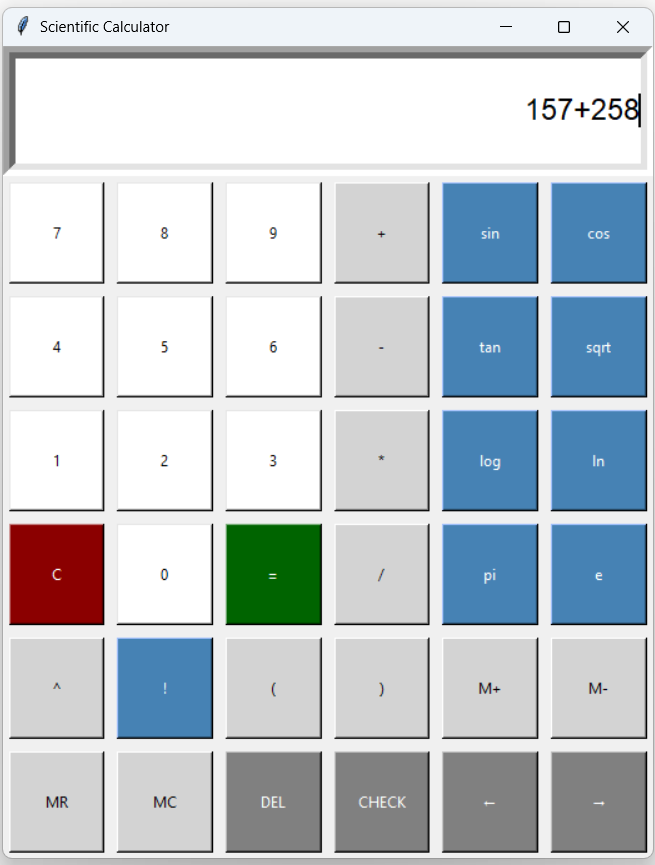 Scientific Calculator
157+258
7 8 9 + sin cos
4 5 6 - tan sqrt
1 2 3 * log ln
C 0 = / pi e
^ ! ( ) M+ M-
MR MC DEL CHECK ← →